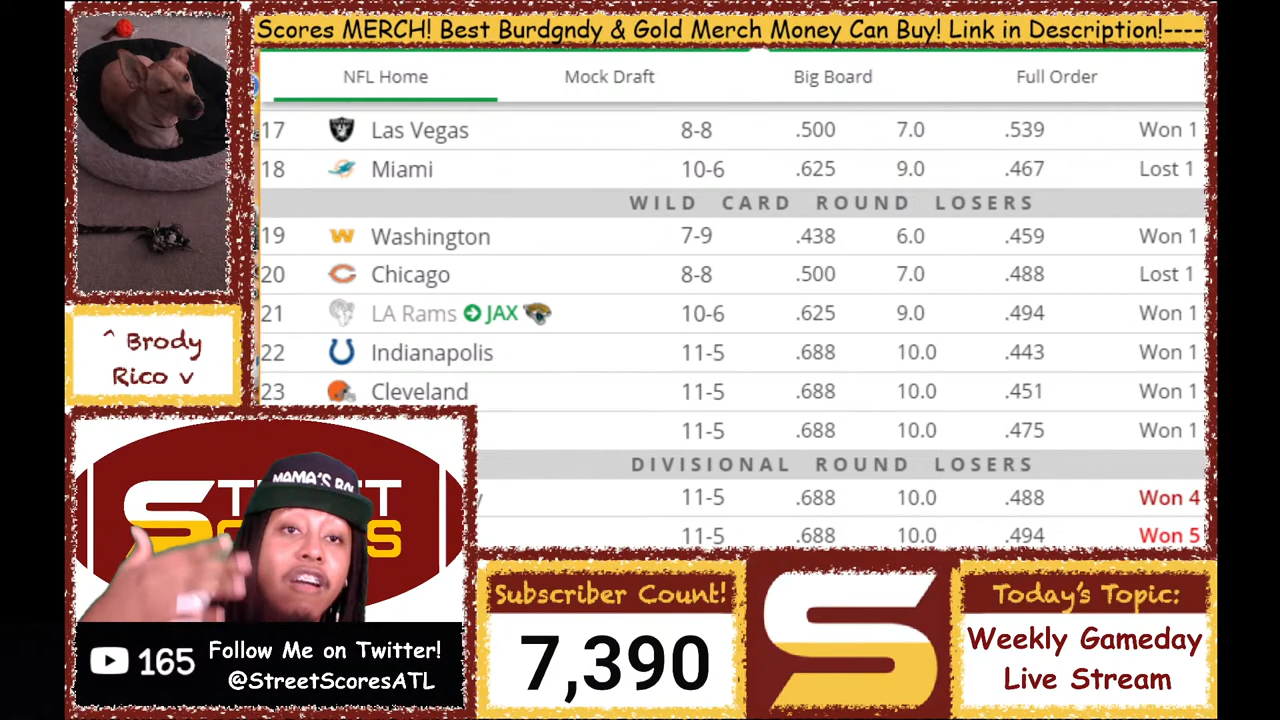 Scores MERCH! Best Burdgndy & Gold Merch Money Can Buy! Link in Description!----
NFL Home Mock Draft Big Board Full Order
17 Las Vegas 8-8 .500 7.0 .539 Won 1
18 Miami 10-6 .625 9.0 .467 Lost 1
WILD CARD ROUND LOSERS
19 Washington 7-9 .438 6.0 .459 Won 1
20 Chicago 8-8 .500 7.0 .488 Lost 1
21 LA Rams JAX 10-6 .625 9.0 .494 Won 1
22 Indianapolis 11-5 .688 10.0 .443 Won 1
23 Cleveland 11-5 .688 10.0 .451 Won 1
11-5 .688 10.0 .475 Won 1
DIVISIONAL ROUND LOSERS
11-5 .688 10.0 .488 Won 4
11-5 .688 10.0 .494 Won 5
^ Brody
Rico v
MAMA'S
165 Follow Me on Twitter!
@StreetScoresATL
Subscriber Count!
7,390
S
Today's Topic:
Weekly Gameday
Live Stream